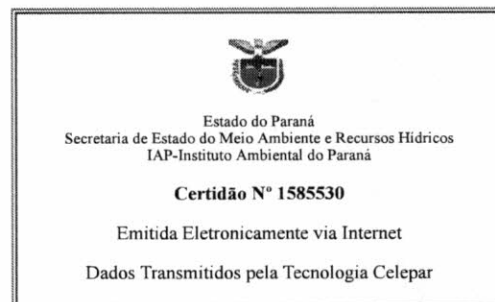 Estado do Paraná
Secretaria de Estado do Meio Ambiente e Recursos Hídricos
IAP-Instituto Ambiental do Paraná
Certidão Nº 1585530
Emitida Eletronicamente via Internet
Dados Transmitidos pela Tecnologia Celepar